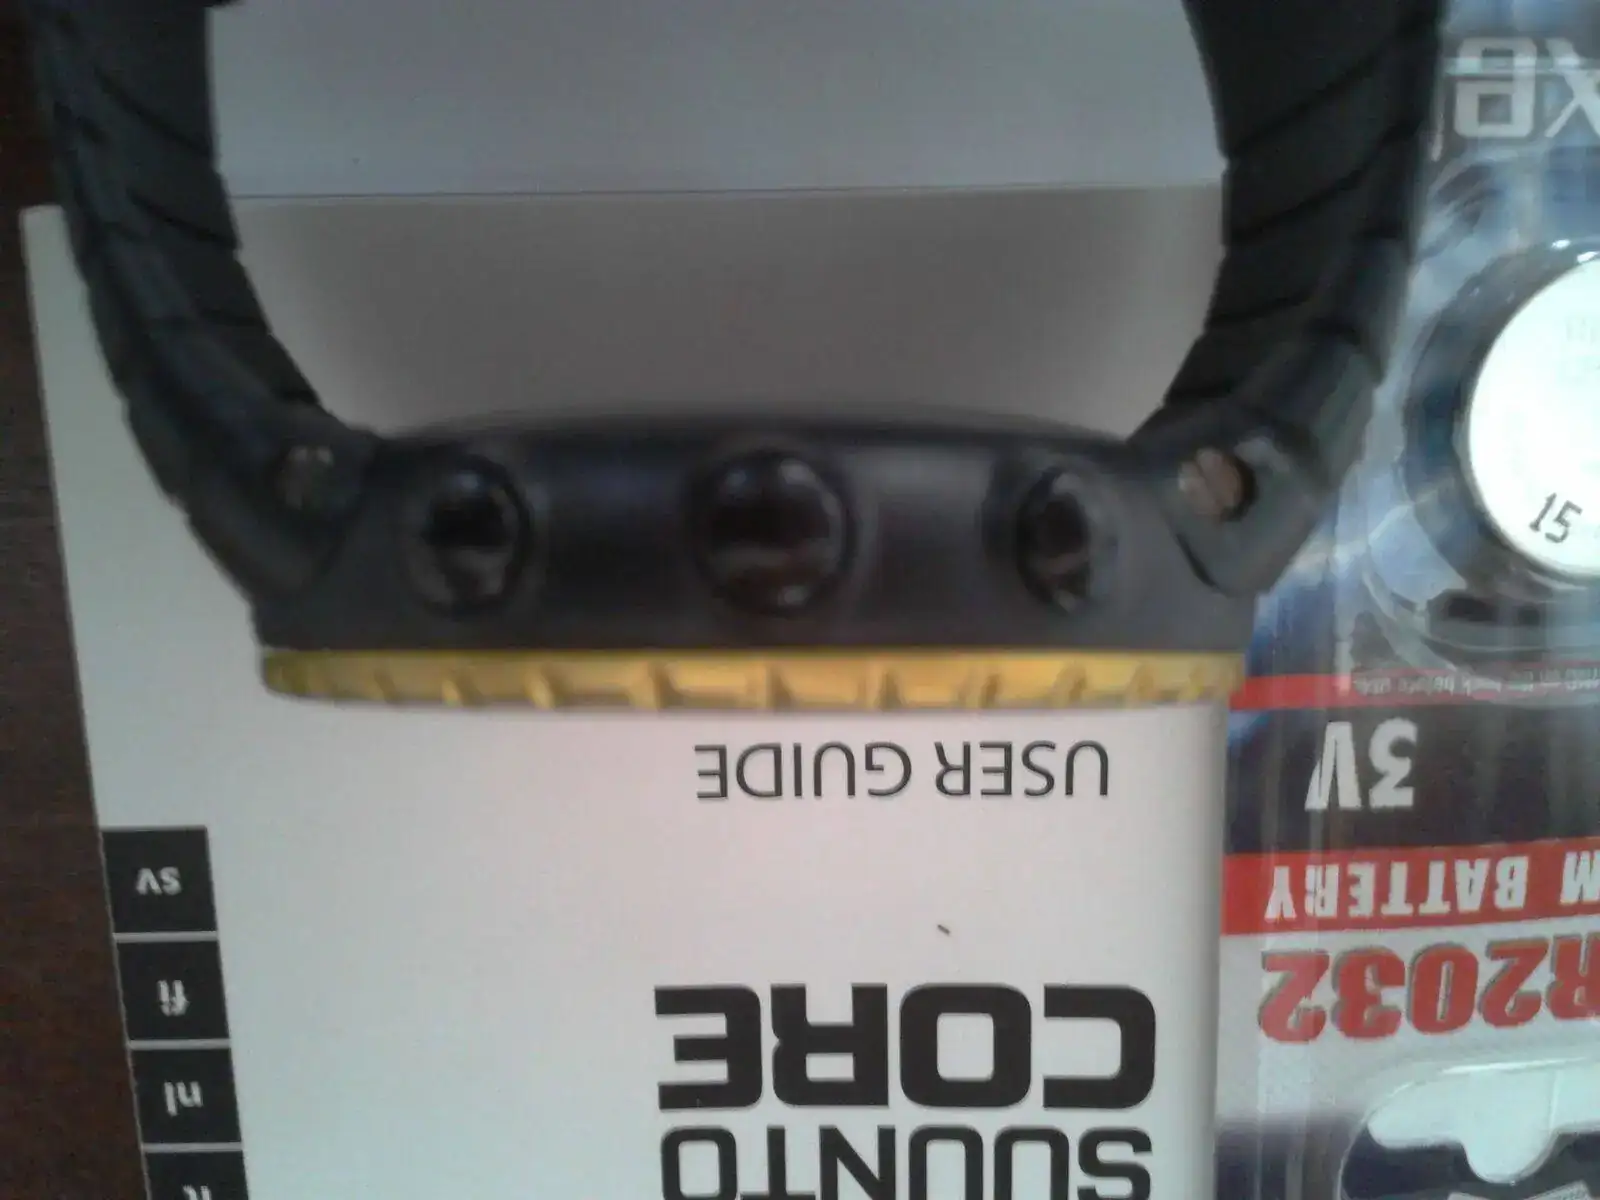 SUUNTO
CORE
USER GUIDE
nl
fi
sv
R2032
M BATTERY
3V
15